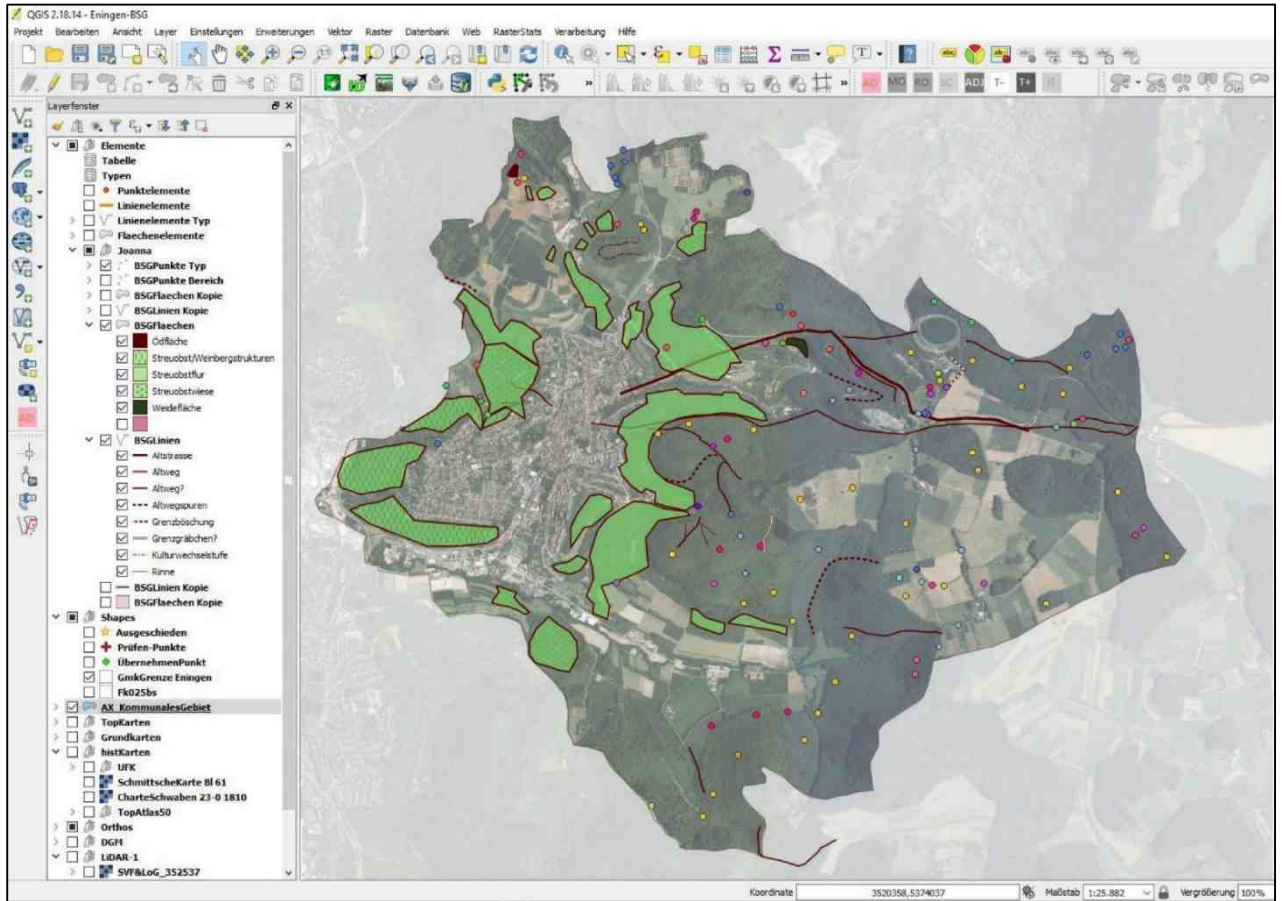 QGIS 2.18.14 - Eningen-BSG
Projekt Bearbeiten Ansicht Layer Einstellungen Erweiterungen Vektor Raster Datenbank Web RasterStats Verarbeitung Hilfe
Layerfenster
Elemente
Tabelle
Typen
Punktelemente
Linienelemente
Linienelemente Typ
Flaechenelemente
Joanna
BSGPunkte Typ
BSGPunkte Bereich
BSGFlaechen Kopie
BSGLinien Kopie
BSGFlaechen
Ödfläche
Streuobst/Weinbergstrukturen
Streuobstflur
Streuobstwiese
Weidefläche
BSGLinien
Altstrasse
Altweg
Altweg?
Altwegspuren
Grenzböschung
Grenzgräbchen?
Kulturwechselstufe
Rinne
BSGLinien Kopie
BSGFlaechen Kopie
Shapes
Ausgeschieden
Prüfen-Punkte
ÜbernehmenPunkt
GmkGrenze Eningen
Fk025bs
AX_KommunalesGebiet
TopKarten
Grundkarten
histKarten
UFK
SchmittscheKarte Bl 61
CharteSchwaben 23-0 1810
TopAtlas50
Orthos
DGM
LiDAR-1
SVF&LoG_352537
Koordinate 3520358,5374037 Maßstab 1:25.882 Vergrößerung 100%